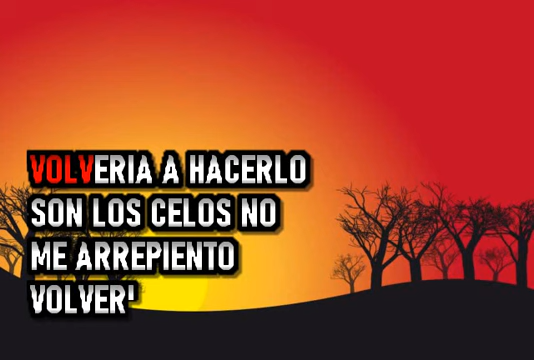 VOLVERIA A HACERLO
SON LOS CELOS NO
ME ARREPIENTO
VOLVER'